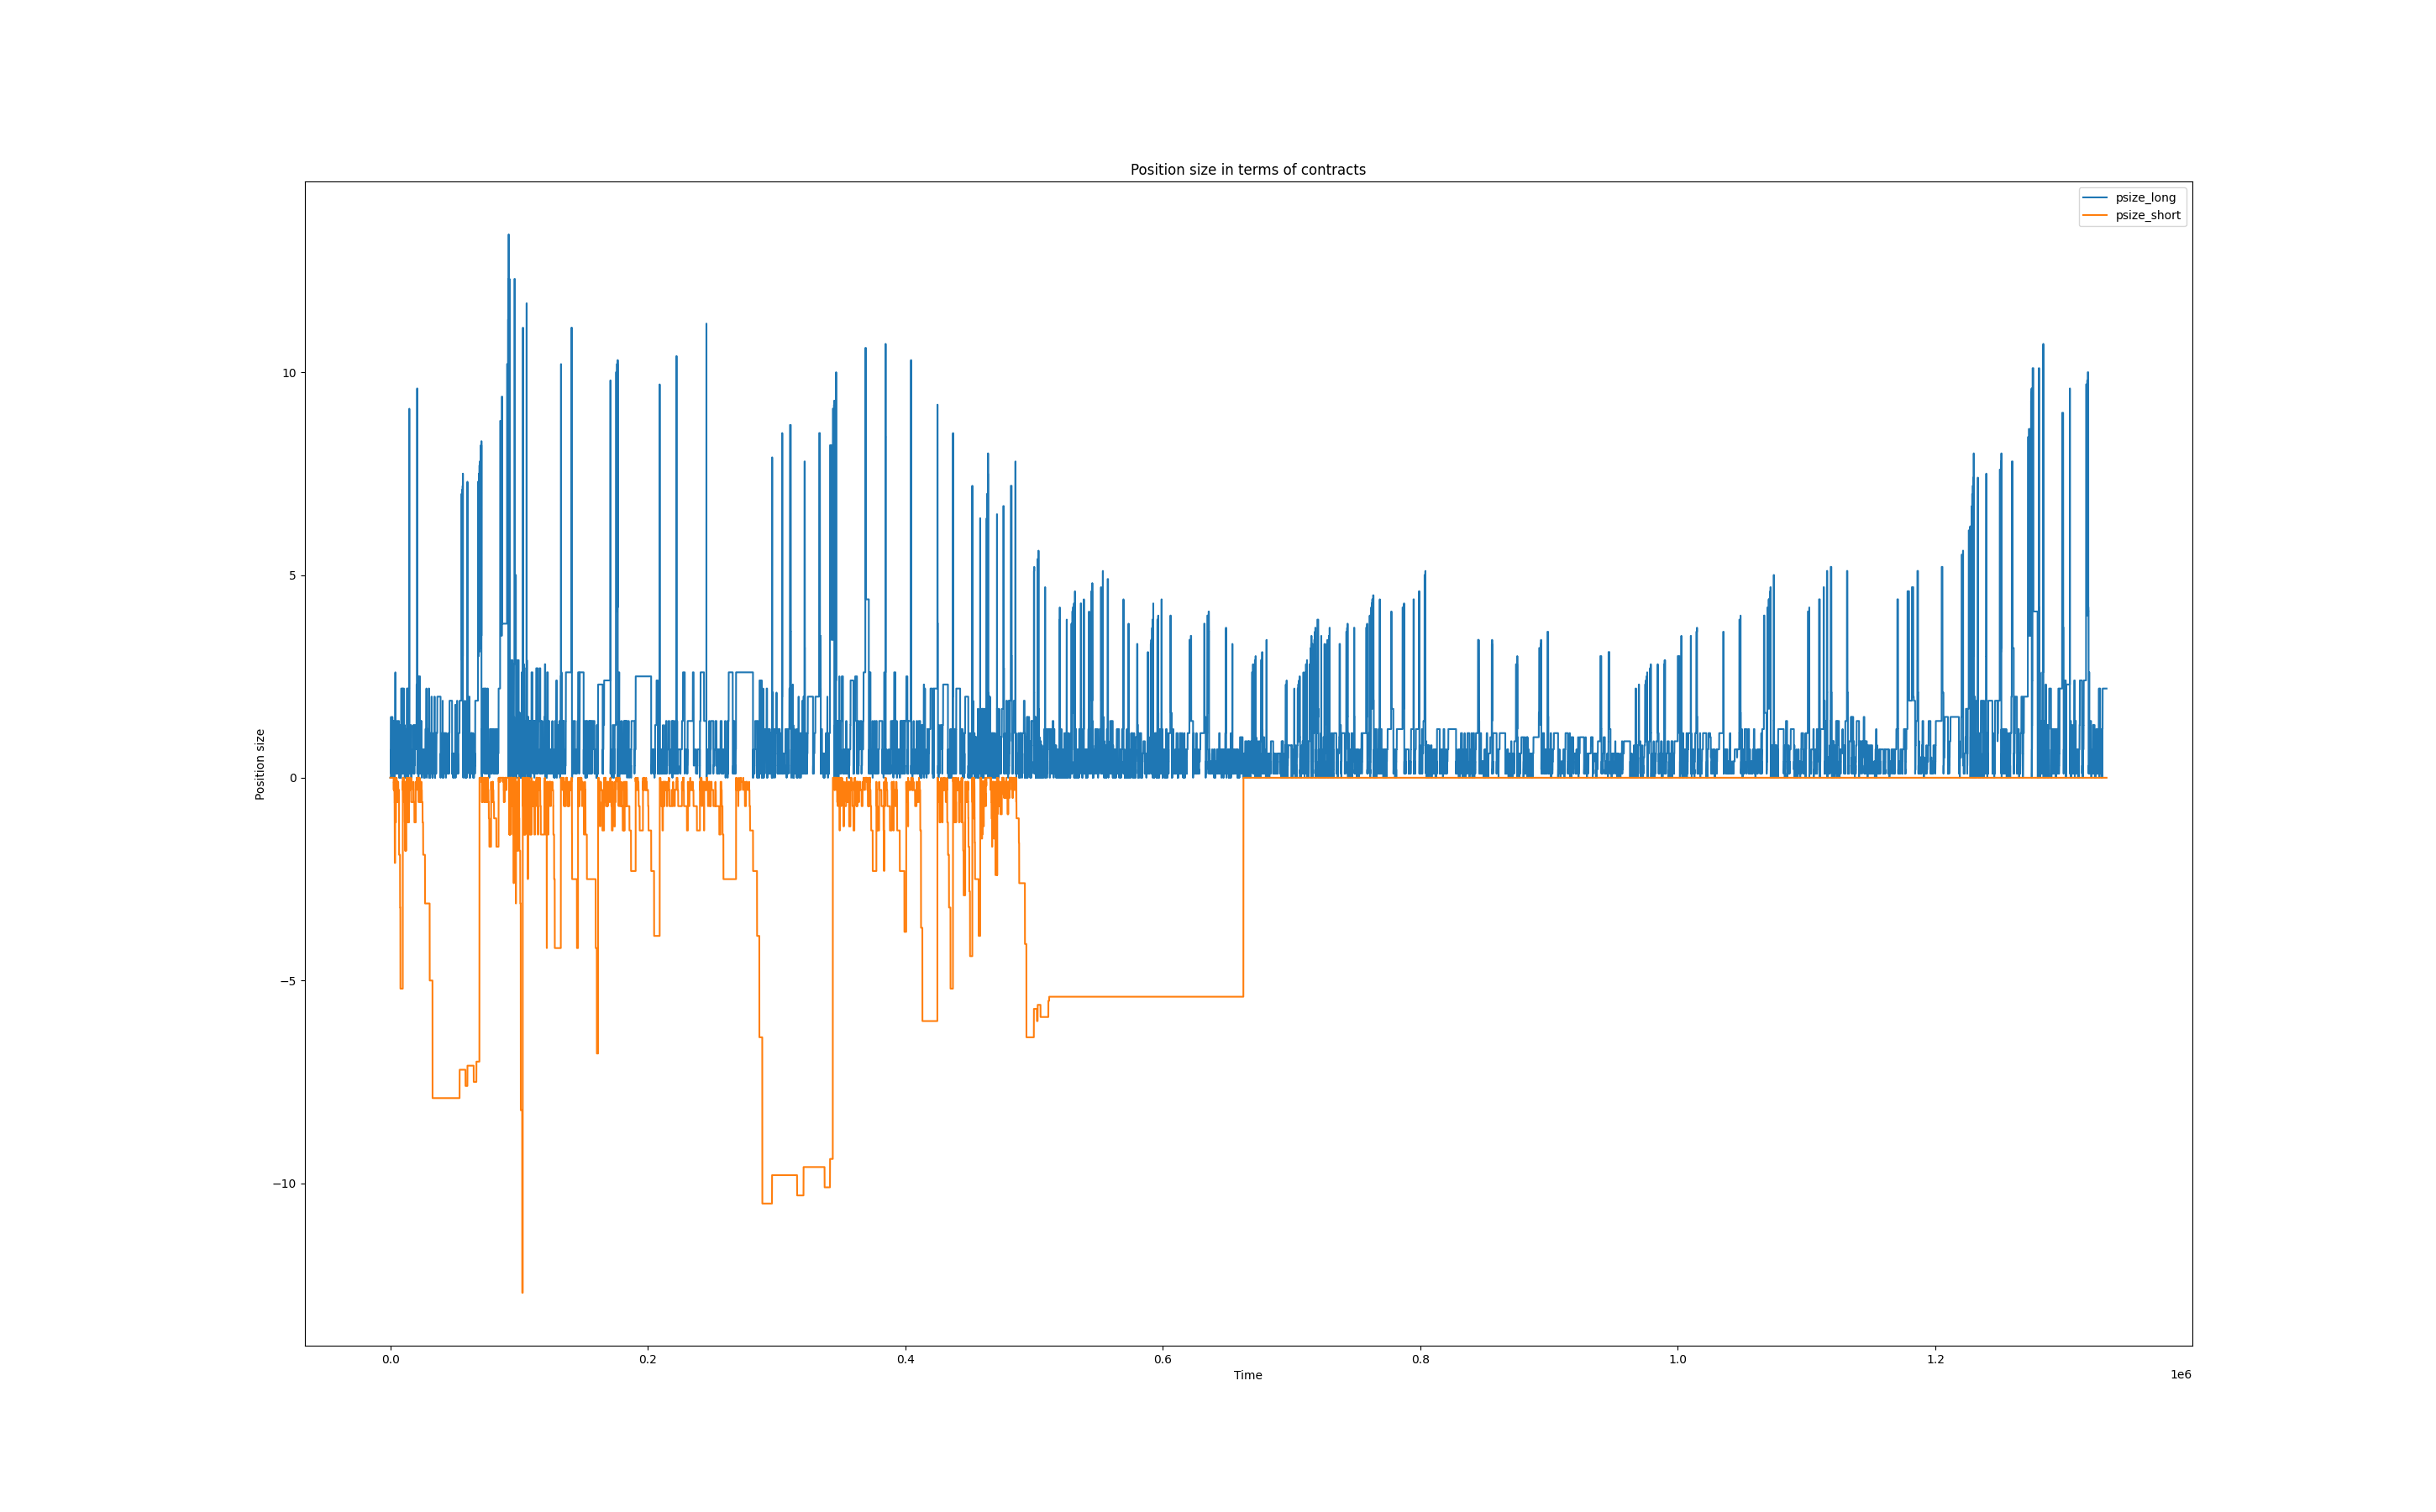 Position size in terms of contracts
psize_long
psize_short
Position size
10
5
0
−5
−10
0.0 0.2 0.4 0.6 0.8 1.0 1.2
Time
1e6